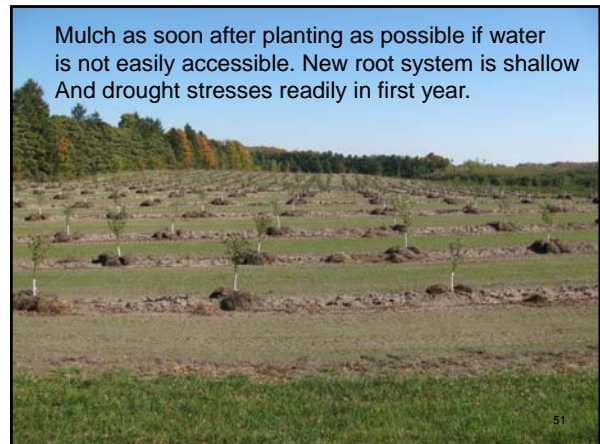 Mulch as soon after planting as possible if water
is not easily accessible. New root system is shallow
And drought stresses readily in first year.
51